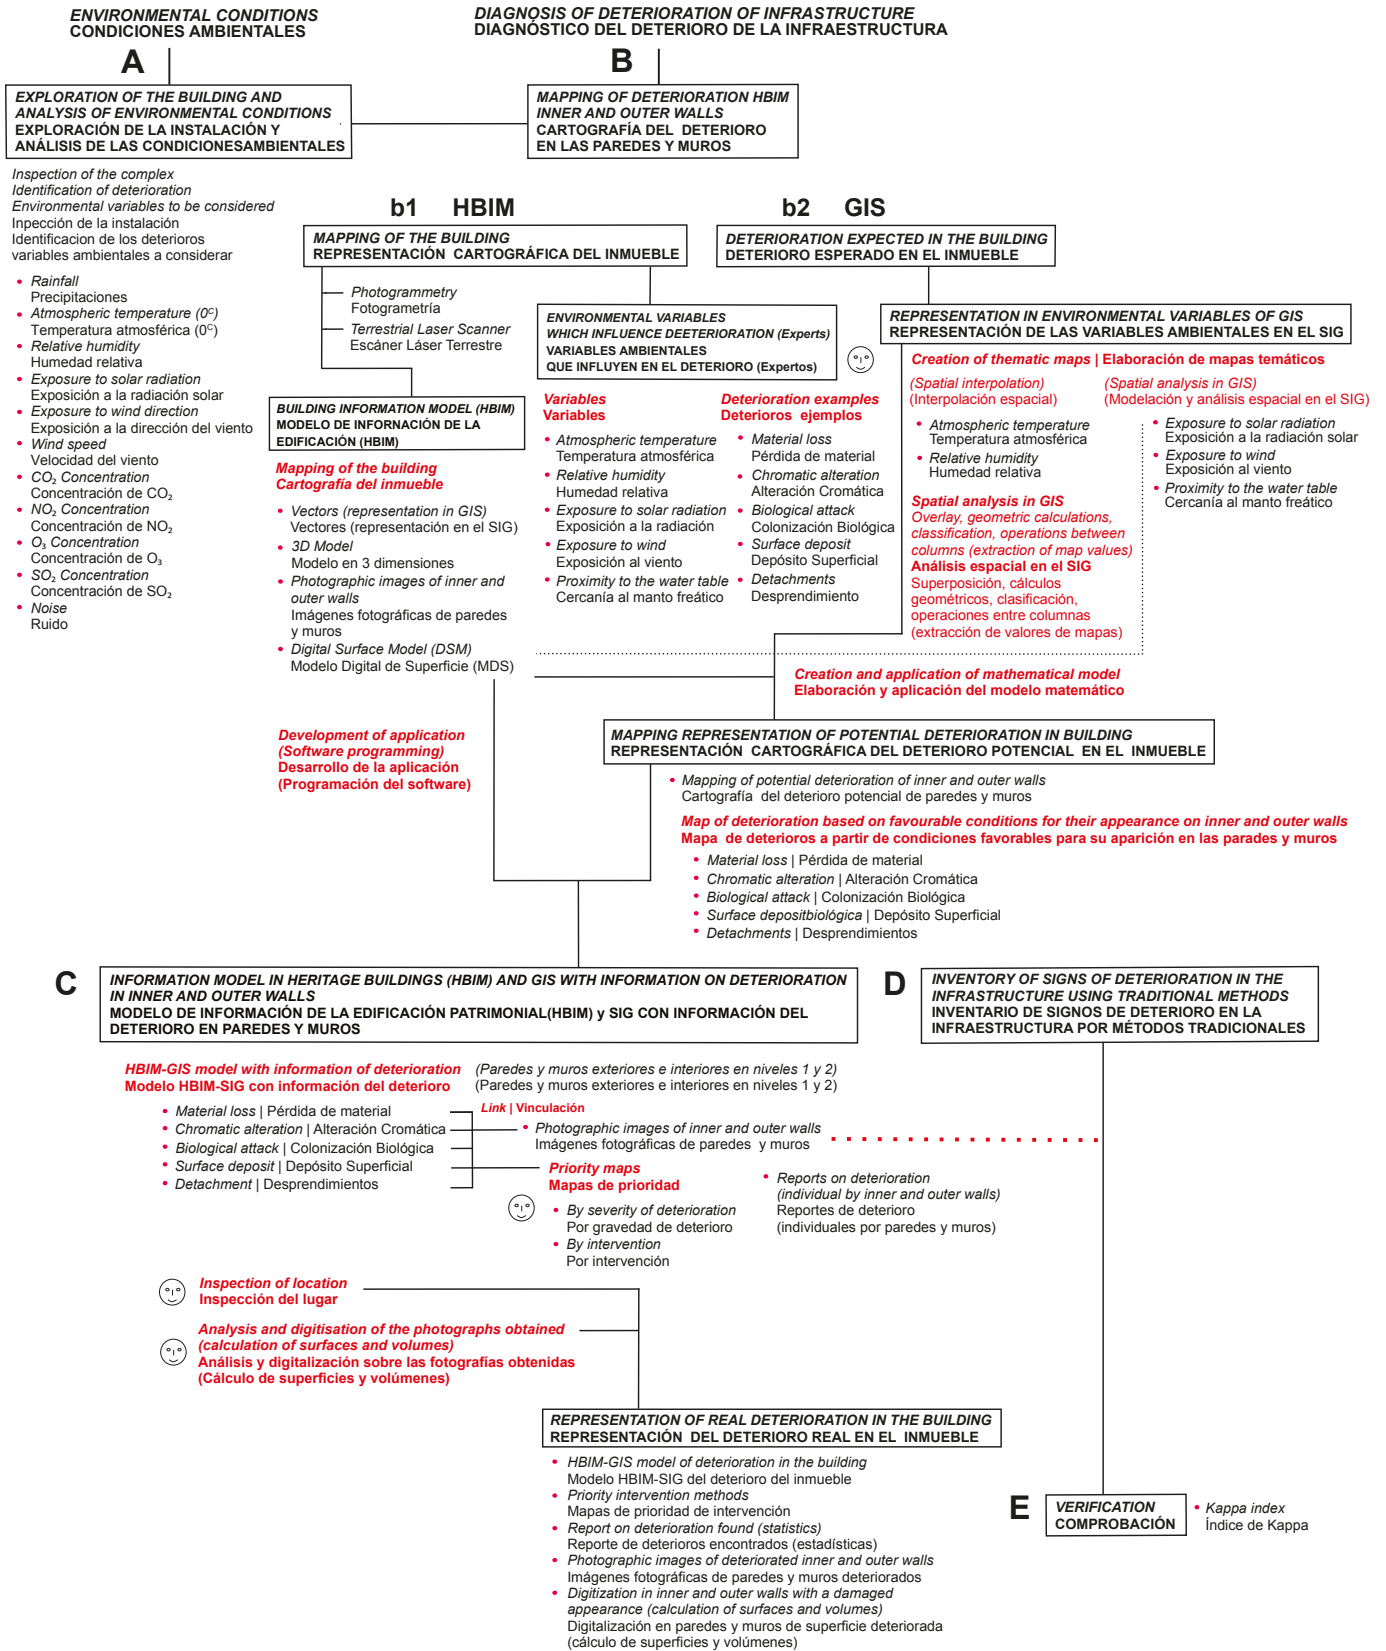 ENVIRONMENTAL CONDITIONS
CONDICIONES AMBIENTALES
DIAGNOSIS OF DETERIORATION OF INFRASTRUCTURE
DIAGNÓSTICO DEL DETERIORO DE LA INFRAESTRUCTURA
A
B
EXPLORATION OF THE BUILDING AND
ANALYSIS OF ENVIRONMENTAL CONDITIONS
EXPLORACIÓN DE LA INSTALACIÓN Y
ANÁLISIS DE LAS CONDICIONESAMBIENTALES
MAPPING OF DETERIORATION HBIM
INNER AND OUTER WALLS
CARTOGRAFÍA DEL DETERIORO
EN LAS PAREDES Y MUROS
Inspection of the complex
Identification of deterioration
Environmental variables to be considered
Inpección de la instalación
Identificacion de los deterioros
variables ambientales a considerar
• Rainfall
Precipitaciones
• Atmospheric temperature (0ᶜ)
Temperatura atmosférica (0ᶜ)
• Relative humidity
Humedad relativa
• Exposure to solar radiation
Exposición a la radiación solar
• Exposure to wind direction
Exposición a la dirección del viento
• Wind speed
Velocidad del viento
• CO₂ Concentration
Concentración de CO₂
• NO₂ Concentration
Concentración de NO₂
• O₃ Concentration
Concentración de O₃
• SO₂ Concentration
Concentración de SO₂
• Noise
Ruido
b1 HBIM
MAPPING OF THE BUILDING
REPRESENTACIÓN CARTOGRÁFICA DEL INMUEBLE
Photogrammetry
Fotogrametría
Terrestrial Laser Scanner
Escáner Láser Terrestre
BUILDING INFORMATION MODEL (HBIM)
MODELO DE INFORNACIÓN DE LA
EDIFICACIÓN (HBIM)
Mapping of the building
Cartografía del inmueble
• Vectors (representation in GIS)
Vectores (representación en el SIG)
• 3D Model
Modelo en 3 dimensiones
• Photographic images of inner and
outer walls
Imágenes fotográficas de paredes
y muros
• Digital Surface Model (DSM)
Modelo Digital de Superficie (MDS)
ENVIRONMENTAL VARIABLES
WHICH INFLUENCE DEETERIORATION (Experts)
VARIABLES AMBIENTALES
QUE INFLUYEN EN EL DETERIORO (Expertos)
Variables
Variables
• Atmospheric temperature
Temperatura atmosférica
• Relative humidity
Humedad relativa
• Exposure to solar radiation
Exposición a la radiación
• Exposure to wind
Exposición al viento
• Proximity to the water table
Cercanía al manto freático
Deterioration examples
Deterioros ejemplos
• Material loss
Pérdida de material
• Chromatic alteration
Alteración Cromática
• Biological attack
Colonización Biológica
• Surface deposit
Depósito Superficial
• Detachments
Desprendimiento
b2 GIS
DETERIORATION EXPECTED IN THE BUILDING
DETERIORO ESPERADO EN EL INMUEBLE
REPRESENTATION IN ENVIRONMENTAL VARIABLES OF GIS
REPRESENTACIÓN DE LAS VARIABLES AMBIENTALES EN EL SIG
Creation of thematic maps | Elaboración de mapas temáticos
(Spatial interpolation)
(Interpolación espacial)
• Atmospheric temperature
Temperatura atmosférica
• Relative humidity
Humedad relativa
(Spatial analysis in GIS)
(Modelación y análisis espacial en el SIG)
• Exposure to solar radiation
Exposición a la radiación solar
• Exposure to wind
Exposición al viento
• Proximity to the water table
Cercanía al manto freático
Spatial analysis in GIS
Overlay, geometric calculations,
classification, operations between
columns (extraction of map values)
Análisis espacial en el SIG
Superposición, cálculos
geométricos, clasificación,
operaciones entre columnas
(extracción de valores de mapas)
Creation and application of mathematical model
Elaboración y aplicación del modelo matemático
Development of application
(Software programming)
Desarrollo de la aplicación
(Programación del software)
MAPPING REPRESENTATION OF POTENTIAL DETERIORATION IN BUILDING
REPRESENTACIÓN CARTOGRÁFICA DEL DETERIORO POTENCIAL EN EL INMUEBLE
• Mapping of potential deterioration of inner and outer walls
Cartografía del deterioro potencial de paredes y muros
Map of deterioration based on favourable conditions for their appearance on inner and outer walls
Mapa de deterioros a partir de condiciones favorables para su aparición en las parades y muros
• Material loss | Pérdida de material
• Chromatic alteration | Alteración Cromática
• Biological attack | Colonización Biológica
• Surface depositbiológica | Depósito Superficial
• Detachments | Desprendimientos
C
INFORMATION MODEL IN HERITAGE BUILDINGS (HBIM) AND GIS WITH INFORMATION ON DETERIORATION
IN INNER AND OUTER WALLS
MODELO DE INFORMACIÓN DE LA EDIFICACIÓN PATRIMONIAL(HBIM) y SIG CON INFORMACIÓN DEL
DETERIORO EN PAREDES Y MUROS
D
INVENTORY OF SIGNS OF DETERIORATION IN THE
INFRASTRUCTURE USING TRADITIONAL METHODS
INVENTARIO DE SIGNOS DE DETERIORO EN LA
INFRAESTRUCTURA POR MÉTODOS TRADICIONALES
HBIM-GIS model with information of deterioration (Paredes y muros exteriores e interiores en niveles 1 y 2)
Modelo HBIM-SIG con información del deterioro (Paredes y muros exteriores e interiores en niveles 1 y 2)
• Material loss | Pérdida de material
• Chromatic alteration | Alteración Cromática
• Biological attack | Colonización Biológica
• Surface deposit | Depósito Superficial
• Detachment | Desprendimientos
Link | Vinculación
• Photographic images of inner and outer walls
Imágenes fotográficas de paredes y muros
Priority maps
Mapas de prioridad
• By severity of deterioration
Por gravedad de deterioro
• By intervention
Por intervención
• Reports on deterioration
(individual by inner and outer walls)
Reportes de deterioro
(individuales por paredes y muros)
Inspection of location
Inspección del lugar
Analysis and digitisation of the photographs obtained
(calculation of surfaces and volumes)
Análisis y digitalización sobre las fotografías obtenidas
(Cálculo de superficies y volúmenes)
REPRESENTATION OF REAL DETERIORATION IN THE BUILDING
REPRESENTACIÓN DEL DETERIORO REAL EN EL INMUEBLE
• HBIM-GIS model of deterioration in the building
Modelo HBIM-SIG del deterioro del inmueble
• Priority intervention methods
Mapas de prioridad de intervención
• Report on deterioration found (statistics)
Reporte de deterioros encontrados (estadísticas)
• Photographic images of deteriorated inner and outer walls
Imágenes fotográficas de paredes y muros deteriorados
• Digitization in inner and outer walls with a damaged
appearance (calculation of surfaces and volumes)
Digitalización en paredes y muros de superficie deteriorada
(cálculo de superficies y volúmenes)
E
VERIFICATION
COMPROBACIÓN
• Kappa index
Índice de Kappa